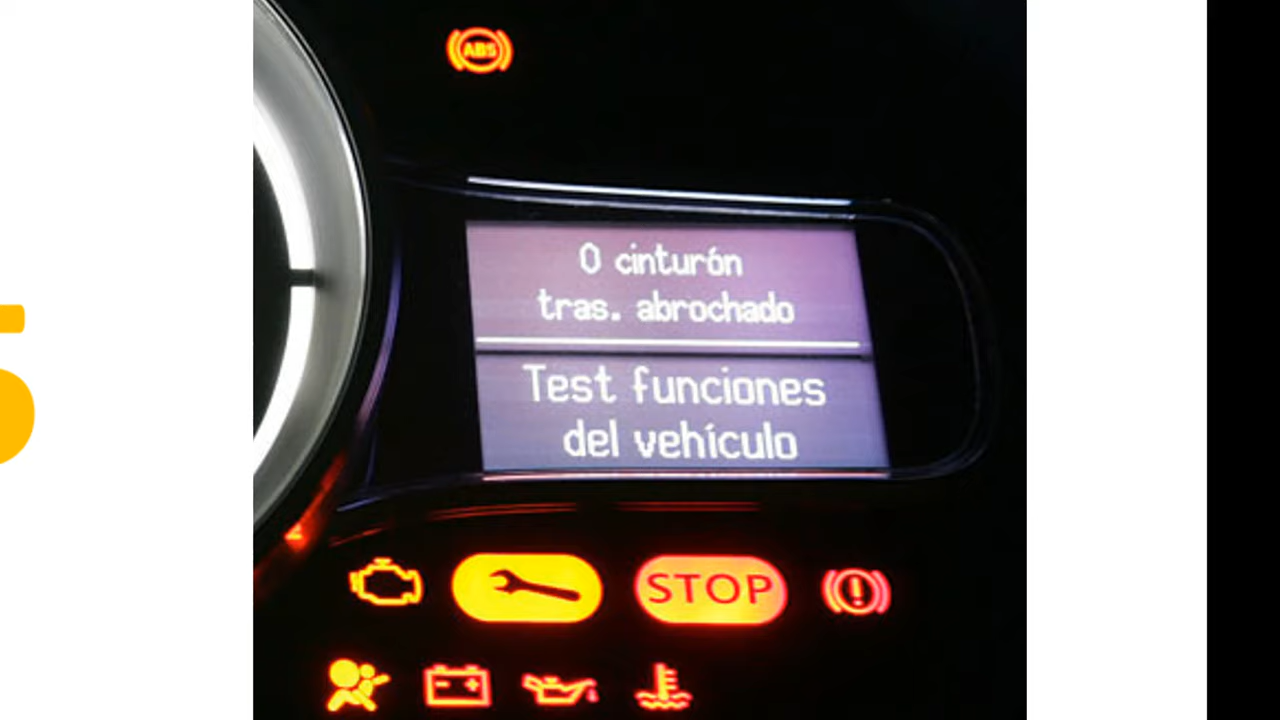 ABS
0 cinturón
tras. abrochado
Test funciones
del vehículo
STOP